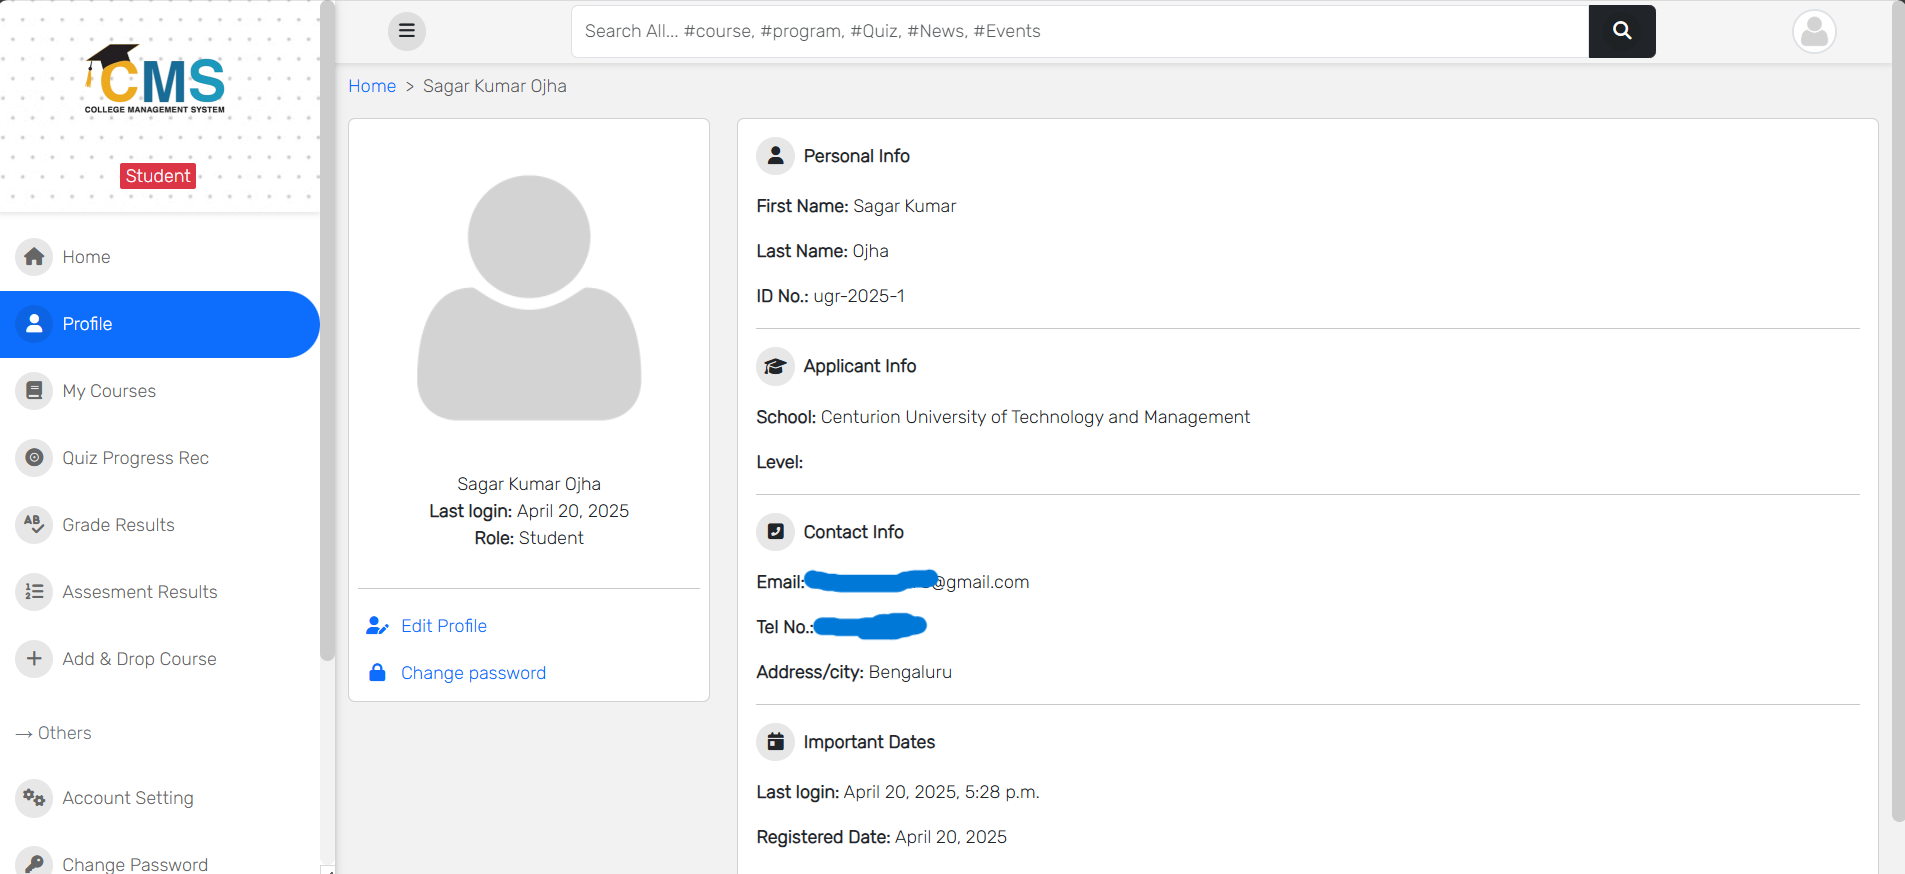 CMS
COLLEGE MANAGEMENT SYSTEM
Student
Home
Profile
My Courses
Quiz Progress Rec
Grade Results
Assesment Results
Add & Drop Course
→ Others
Account Setting
Change Password
Search All... #course, #program, #Quiz, #News, #Events
Home > Sagar Kumar Ojha
Sagar Kumar Ojha
Last login: April 20, 2025
Role: Student
Edit Profile
Change password
Personal Info
First Name: Sagar Kumar
Last Name: Ojha
ID No.: ugr-2025-1
Applicant Info
School: Centurion University of Technology and Management
Level:
Contact Info
Email: @gmail.com
Tel No.:
Address/city: Bengaluru
Important Dates
Last login: April 20, 2025, 5:28 p.m.
Registered Date: April 20, 2025